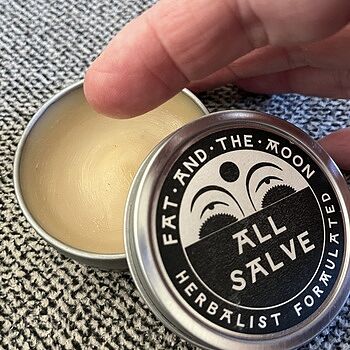 FAT · AND · THE · MOON
ALL
SALVE
HERBALIST FORMULATED